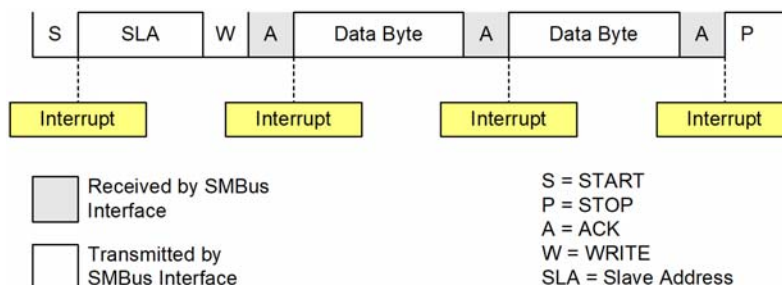 S SLA W A Data Byte A Data Byte A P
Interrupt Interrupt Interrupt Interrupt
Received by SMBus
Interface
Transmitted by
SMBus Interface
S = START
P = STOP
A = ACK
W = WRITE
SLA = Slave Address